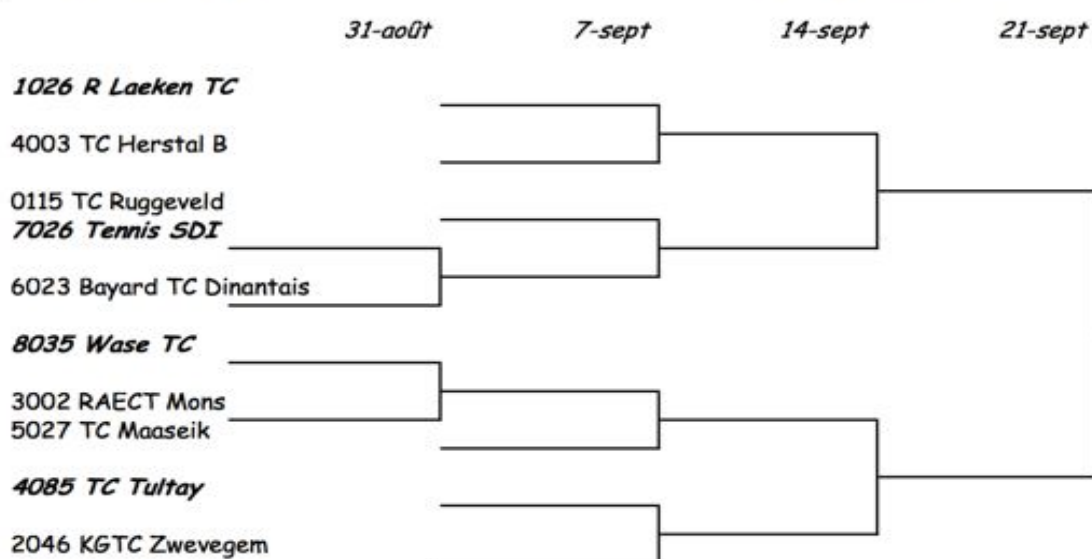 31-août 7-sept 14-sept 21-sept
1026 R Laeken TC
4003 TC Herstal B
0115 TC Ruggeveld
7026 Tennis SDI
6023 Bayard TC Dinantais
8035 Wase TC
3002 RAECT Mons
5027 TC Maaseik
4085 TC Tultay
2046 KGTC Zwevegem